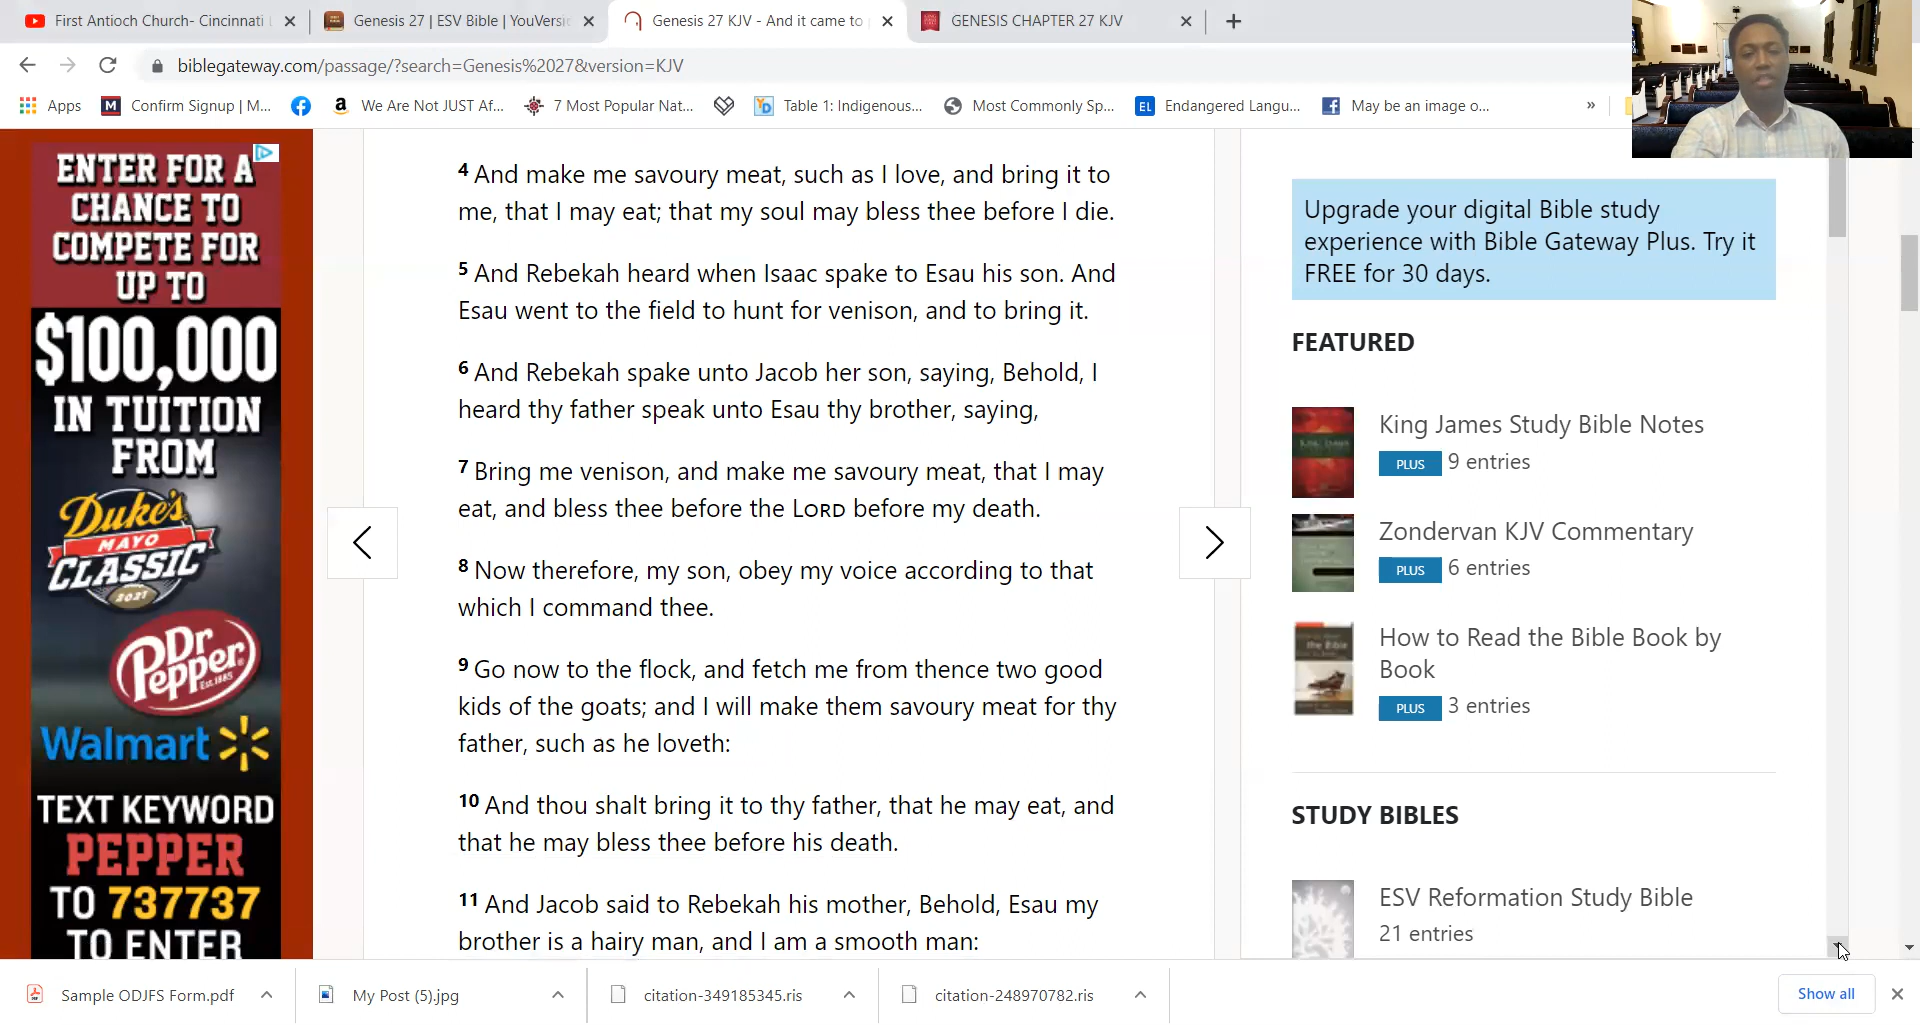 First Antioch Church- Cincinnati
Genesis 27 | ESV Bible | YouVersi
Genesis 27 KJV - And it came to
GENESIS CHAPTER 27 KJV
biblegateway.com/passage/?search=Genesis%2027&version=KJV
Apps
Confirm Signup | M...
We Are Not JUST Af...
7 Most Popular Nat...
Table 1: Indigenous...
Most Commonly Sp...
Endangered Langu...
May be an image o...
»
ENTER FOR A
CHANCE TO
COMPETE FOR
UP TO
$100,000
IN TUITION
FROM
Duke's
MAYO
CLASSIC
2021
Dr
Pepper
Est. 1885
Walmart
TEXT KEYWORD
PEPPER
TO 737737
TO ENTER
4 And make me savoury meat, such as I love, and bring it to
me, that I may eat; that my soul may bless thee before I die.
5 And Rebekah heard when Isaac spake to Esau his son. And
Esau went to the field to hunt for venison, and to bring it.
6 And Rebekah spake unto Jacob her son, saying, Behold, I
heard thy father speak unto Esau thy brother, saying,
7 Bring me venison, and make me savoury meat, that I may
eat, and bless thee before the LORD before my death.
8 Now therefore, my son, obey my voice according to that
which I command thee.
9 Go now to the flock, and fetch me from thence two good
kids of the goats; and I will make them savoury meat for thy
father, such as he loveth:
10 And thou shalt bring it to thy father, that he may eat, and
that he may bless thee before his death.
11 And Jacob said to Rebekah his mother, Behold, Esau my
brother is a hairy man, and I am a smooth man:
Upgrade your digital Bible study
experience with Bible Gateway Plus. Try it
FREE for 30 days.
FEATURED
King James Study Bible Notes
PLUS 9 entries
Zondervan KJV Commentary
PLUS 6 entries
How to Read the Bible Book by
Book
PLUS 3 entries
STUDY BIBLES
ESV Reformation Study Bible
21 entries
Sample ODJFS Form.pdf
My Post (5).jpg
citation-349185345.ris
citation-248970782.ris
Show all